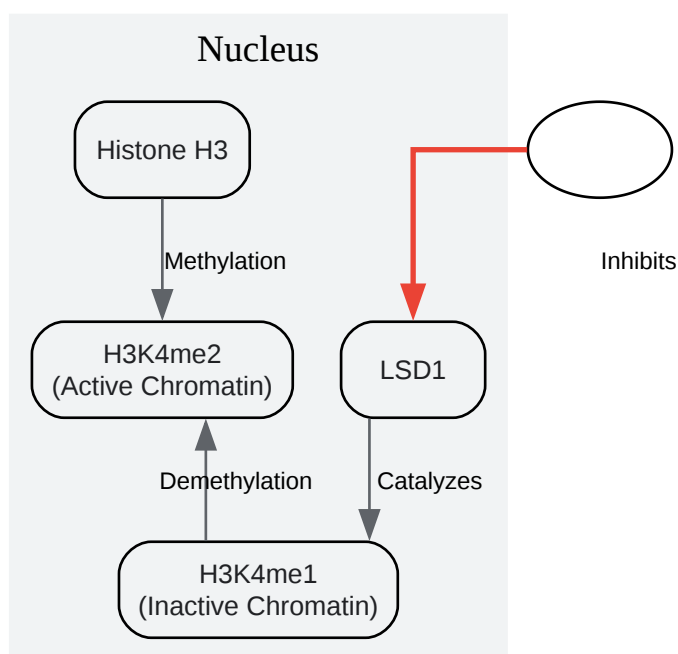 Nucleus
Histone H3
Methylation
Inhibits
H3K4me2
(Active Chromatin)
LSD1
Demethylation
Catalyzes
H3K4me1
(Inactive Chromatin)